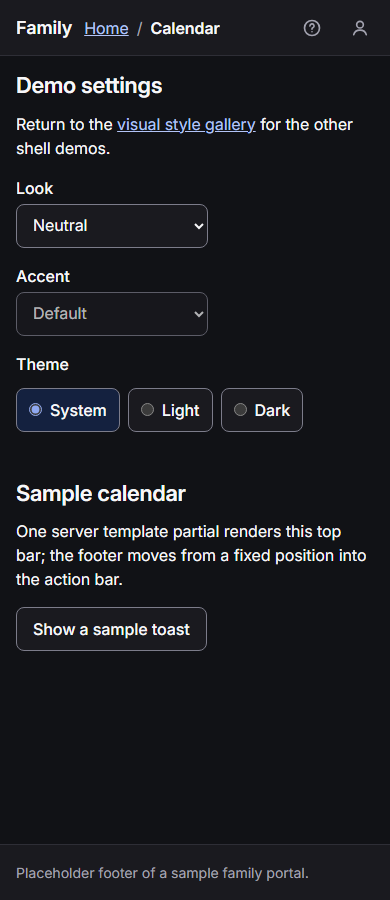 Family Home / Calendar
Demo settings
Return to the visual style gallery for the other
shell demos.
Look
Neutral
Accent
Default
Theme
System Light Dark
Sample calendar
One server template partial renders this top
bar; the footer moves from a fixed position into
the action bar.
Show a sample toast
Placeholder footer of a sample family portal.